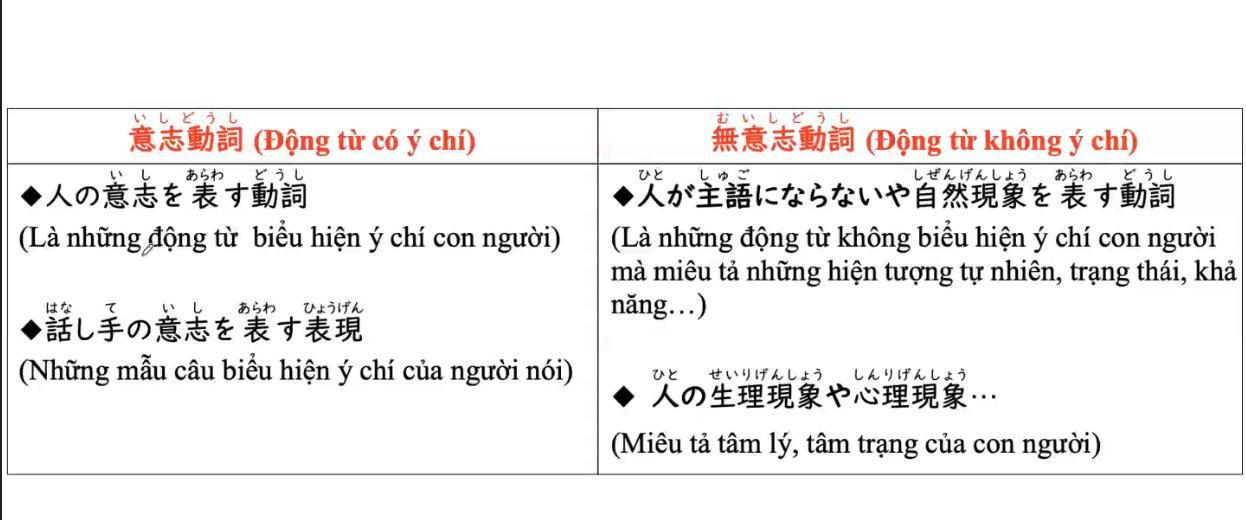 いしどうし
意志動詞 (Động từ có ý chí)
いし あらわ どうし
◆人の意志を表す動詞
(Là những động từ biểu hiện ý chí con người)
はな て いし あらわ ひょうげん
◆話し手の意志を表す表現
(Những mẫu câu biểu hiện ý chí của người nói)
むいしどうし
無意志動詞 (Động từ không ý chí)
ひと しゅご しぜんげんしょう あらわ どうし
◆人が主語にならないや自然現象を表す動詞
(Là những động từ không biểu hiện ý chí con người
mà miêu tả những hiện tượng tự nhiên, trạng thái, khả
năng…)
ひと せいりげんしょう しんりげんしょう
◆ 人の生理現象や心理現象…
(Miêu tả tâm lý, tâm trạng của con người)